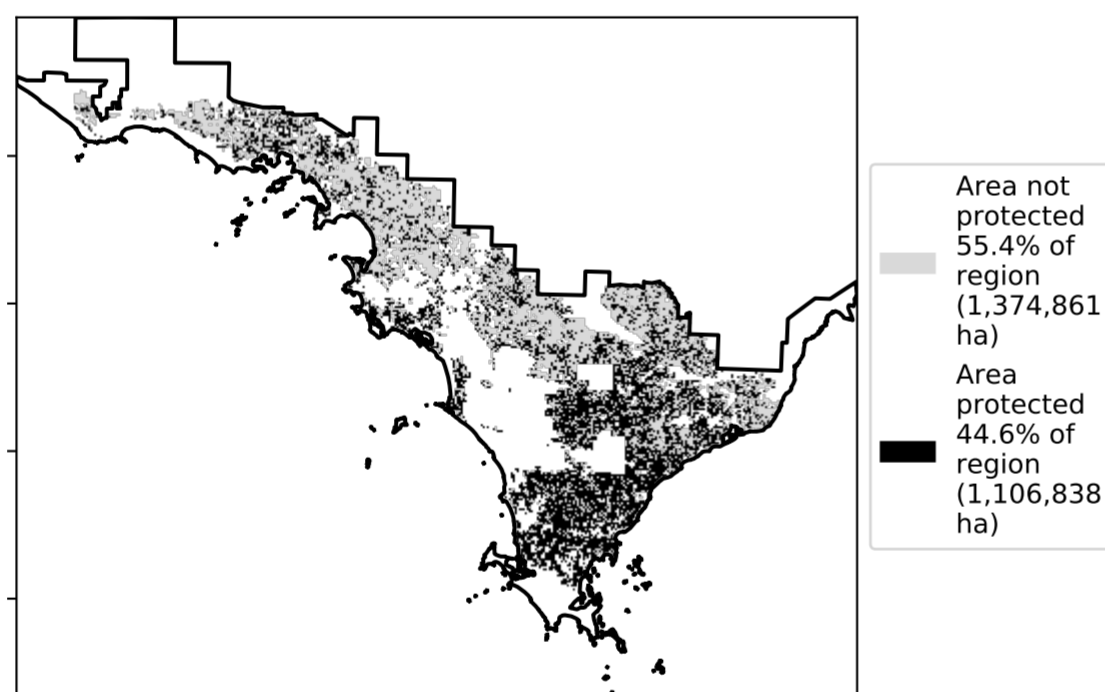 Area not
protected
55.4% of
region
(1,374,861
ha)
Area
protected
44.6% of
region
(1,106,838
ha)